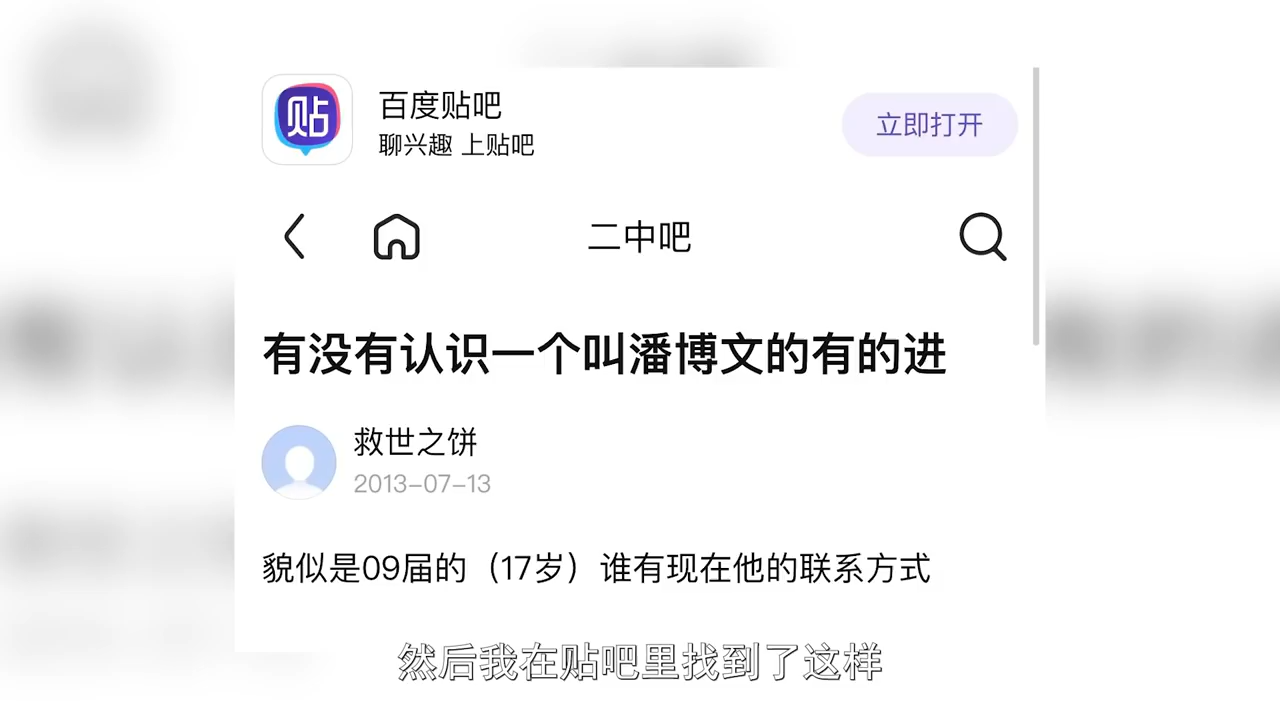 贴
百度贴吧
聊兴趣 上贴吧
立即打开
二中吧
有没有认识一个叫潘博文的有的进
救世之饼
2013-07-13
貌似是09届的（17岁）谁有现在他的联系方式
然后我在贴吧里找到了这样